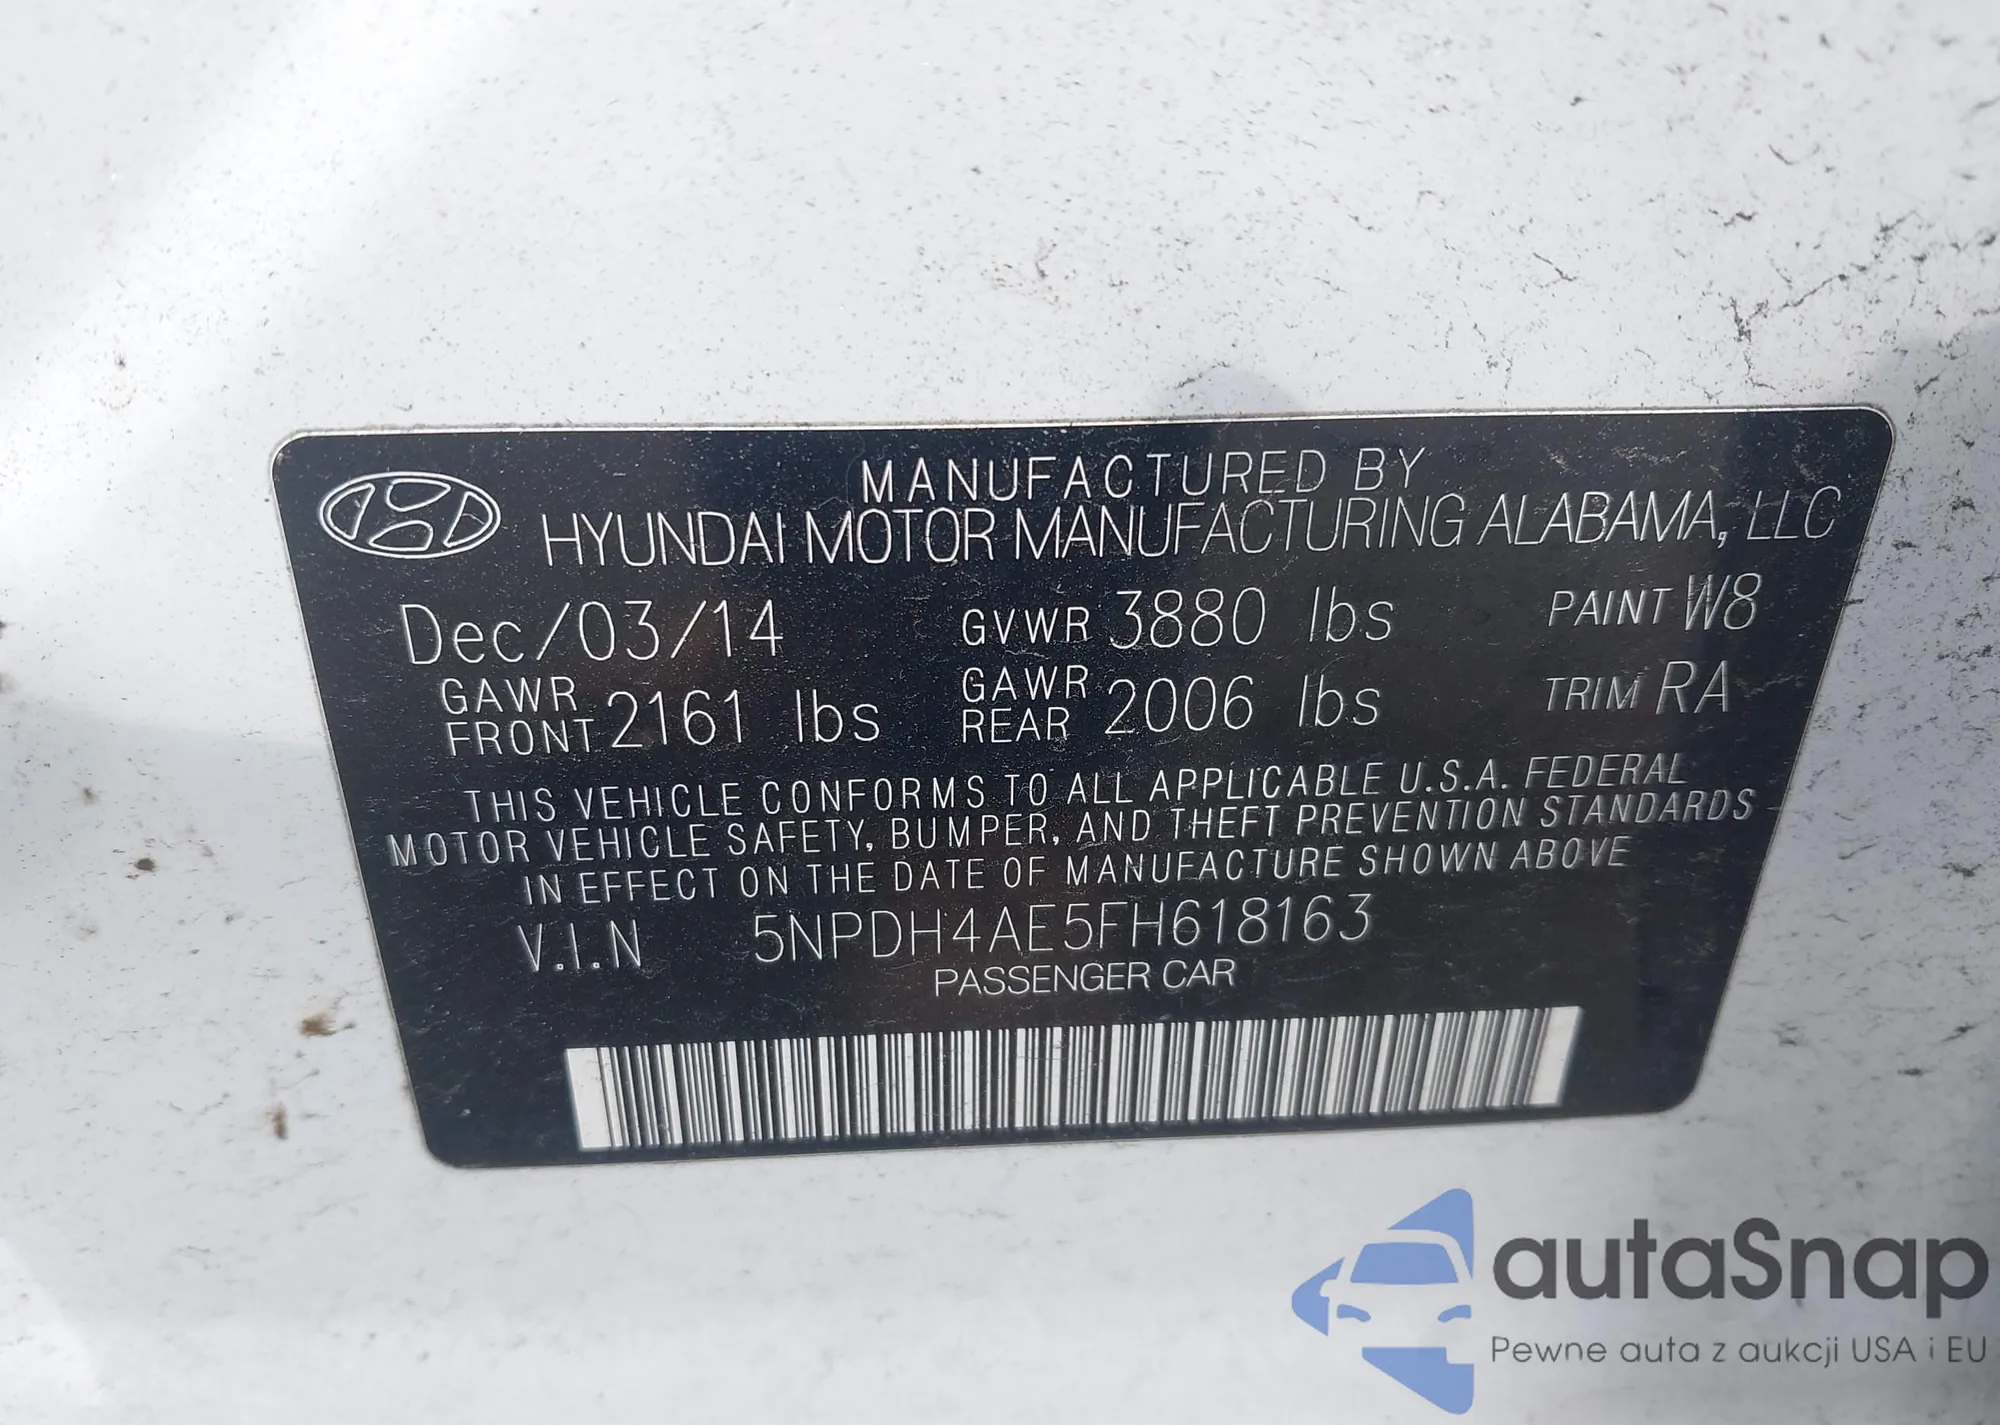 MANUFACTURED BY
HYUNDAI MOTOR MANUFACTURING ALABAMA, LLC
Dec/03/14 GVWR 3880 lbs PAINT W8
GAWR FRONT 2161 lbs GAWR REAR 2006 lbs TRIM RA
THIS VEHICLE CONFORMS TO ALL APPLICABLE U.S.A. FEDERAL
MOTOR VEHICLE SAFETY, BUMPER, AND THEFT PREVENTION STANDARDS
IN EFFECT ON THE DATE OF MANUFACTURE SHOWN ABOVE
V.I.N 5NPDH4AE5FH618163
PASSENGER CAR
autaSnap
Pewne auta z aukcji USA i EU